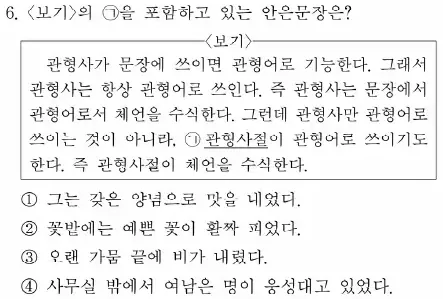 6. <보기>의 ㉠을 포함하고 있는 안은문장은?
<보기>
관형사가 문장에 쓰이면 관형어로 기능한다. 그래서
관형사는 항상 관형어로 쓰인다. 즉 관형사는 문장에서
관형어로서 체언을 수식한다. 그런데 관형사만 관형어로
쓰이는 것이 아니라, ㉠ 관형사절이 관형어로 쓰이기도
한다. 즉 관형사절이 체언을 수식한다.
① 그는 갖은 양념으로 맛을 내었다.
② 꽃밭에는 예쁜 꽃이 활짝 피었다.
③ 오랜 가뭄 끝에 비가 내렸다.
④ 사무실 밖에서 여남은 명이 웅성대고 있었다.